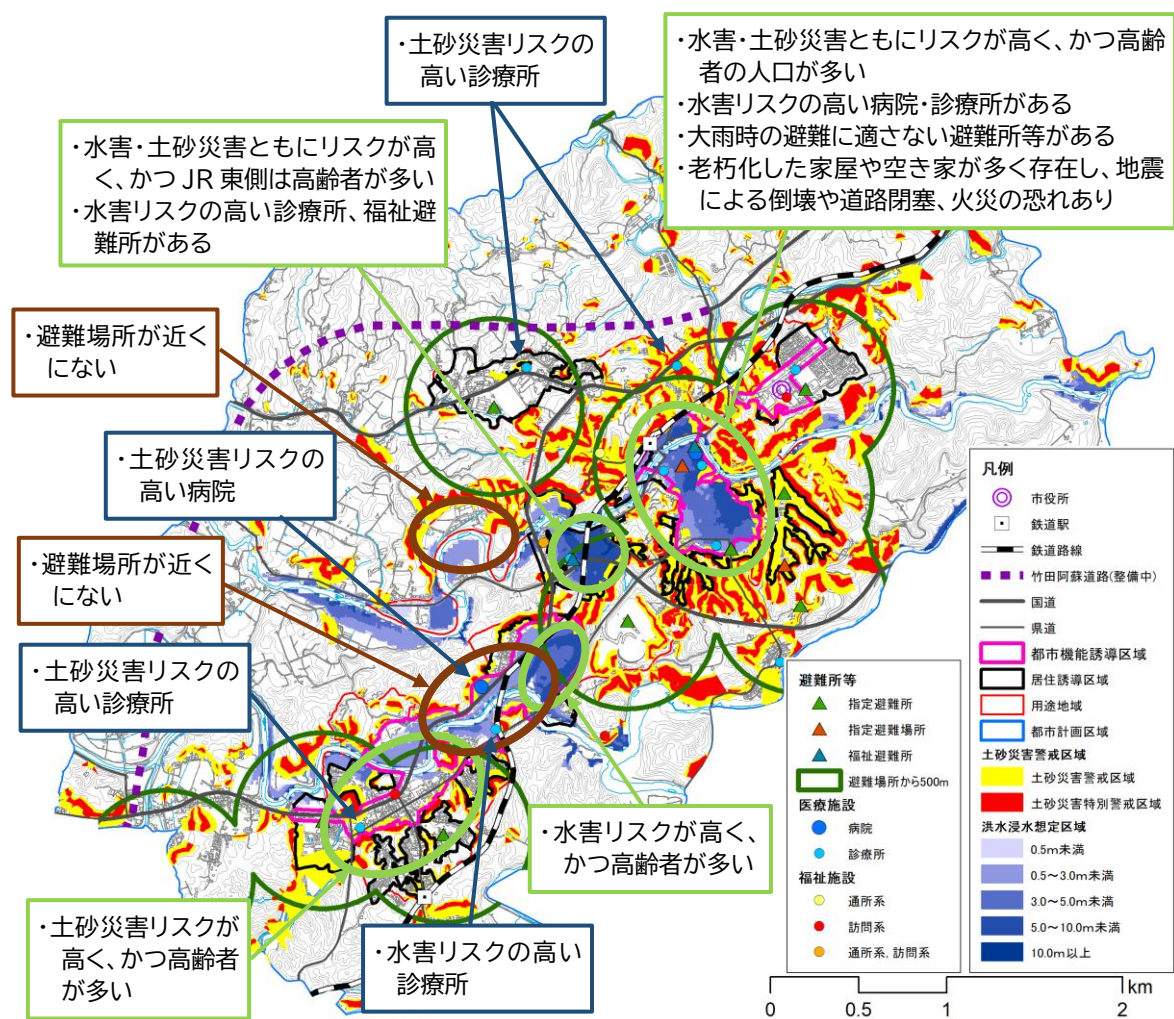 ・土砂災害リスクの
高い診療所
・水害・土砂災害ともにリスクが高く、かつ高齢
者の人口が多い
・水害リスクの高い病院・診療所がある
・大雨時の避難に適さない避難所等がある
・老朽化した家屋や空き家が多く存在し、地震
による倒壊や道路閉塞、火災の恐れあり
・水害・土砂災害ともにリスクが高
く、かつ JR 東側は高齢者が多い
・水害リスクの高い診療所、福祉避
難所がある
・避難場所が近く
にない
・土砂災害リスクの
高い病院
・避難場所が近く
にない
・土砂災害リスクの
高い診療所
・土砂災害リスクが
高く、かつ高齢者
が多い
・水害リスクの高い
診療所
・水害リスクが高く、
かつ高齢者が多い
避難所等
指定避難所
指定避難場所
福祉避難所
避難場所から500m
医療施設
病院
診療所
福祉施設
通所系
訪問系
通所系,訪問系
凡例
市役所
鉄道駅
鉄道路線
竹田阿蘇道路(整備中)
国道
県道
都市機能誘導区域
居住誘導区域
用途地域
都市計画区域
土砂災害警戒区域
土砂災害警戒区域
土砂災害特別警戒区域
洪水浸水想定区域
0.5m未満
0.5～3.0m未満
3.0～5.0m未満
5.0～10.0m未満
10.0m以上
km
0 0.5 1 2